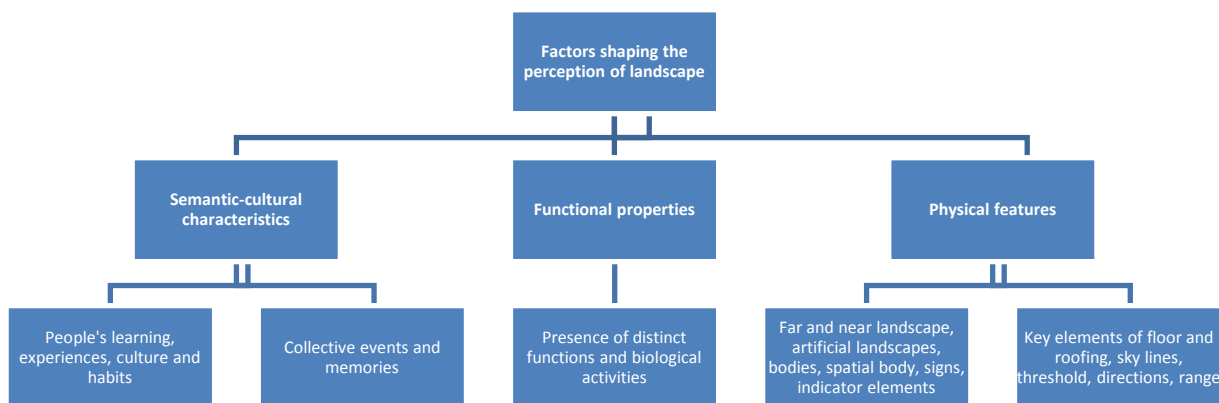 Factors shaping the
perception of landscape
Semantic-cultural
characteristics
Functional properties
Physical features
People's learning,
experiences, culture and
habits
Collective events and
memories
Presence of distinct
functions and biological
activities
Far and near landscape,
artificial landscapes,
bodies, spatial body, signs,
indicator elements
Key elements of floor and
roofing, sky lines,
threshold, directions, range